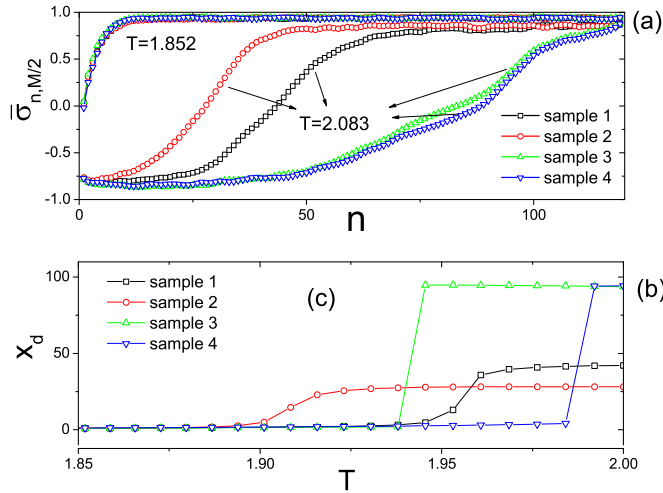 1.0
0.5
0.0
-0.5
-1.0
σ̄n,M/2
T=1.852
T=2.083
(a)
sample 1
sample 2
sample 3
sample 4
0
50
100
n
100
50
0
xd
sample 1
sample 2
sample 3
sample 4
(c)
(b)
1.85
1.90
1.95
2.00
T